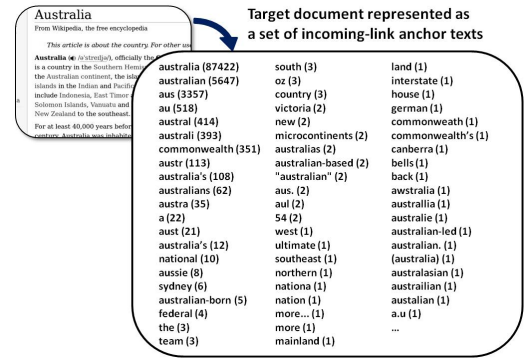 Australia
From Wikipedia, the free encyclopedia
This article is about the country. For other use
Australia
officially the
is a country in the Southern Hemis
the Australian continent, the islan
islands in the Indian and Pacific
include Indonesia, East Timor a
Solomon Islands, Vanuatu and
New Zealand to the southeast.
For at least 40,000 years before
century, Australia was inhabite
Target document represented as
a set of incoming-link anchor texts
australia (87422)
australian (5647)
aus (3357)
au (518)
austral (414)
australi (393)
commonwealth (351)
austr (113)
australia's (108)
australians (62)
austra (35)
a (22)
aust (21)
australia’s (12)
national (10)
aussie (8)
sydney (6)
australian-born (5)
federal (4)
the (3)
team (3)
south (3)
oz (3)
country (3)
victoria (2)
new (2)
microcontinents (2)
australias (2)
australian-based (2)
"australian" (2)
aus. (2)
aul (2)
54 (2)
west (1)
ultimate (1)
southeast (1)
northern (1)
nationa (1)
nation (1)
more... (1)
more (1)
mainland (1)
land (1)
interstate (1)
house (1)
german (1)
commonweath (1)
commonwealth's (1)
canberra (1)
bells (1)
back (1)
awstralia (1)
australlia (1)
australie (1)
australian-led (1)
australian. (1)
(australia) (1)
australasian (1)
austrailian (1)
austalian (1)
a.u (1)
...